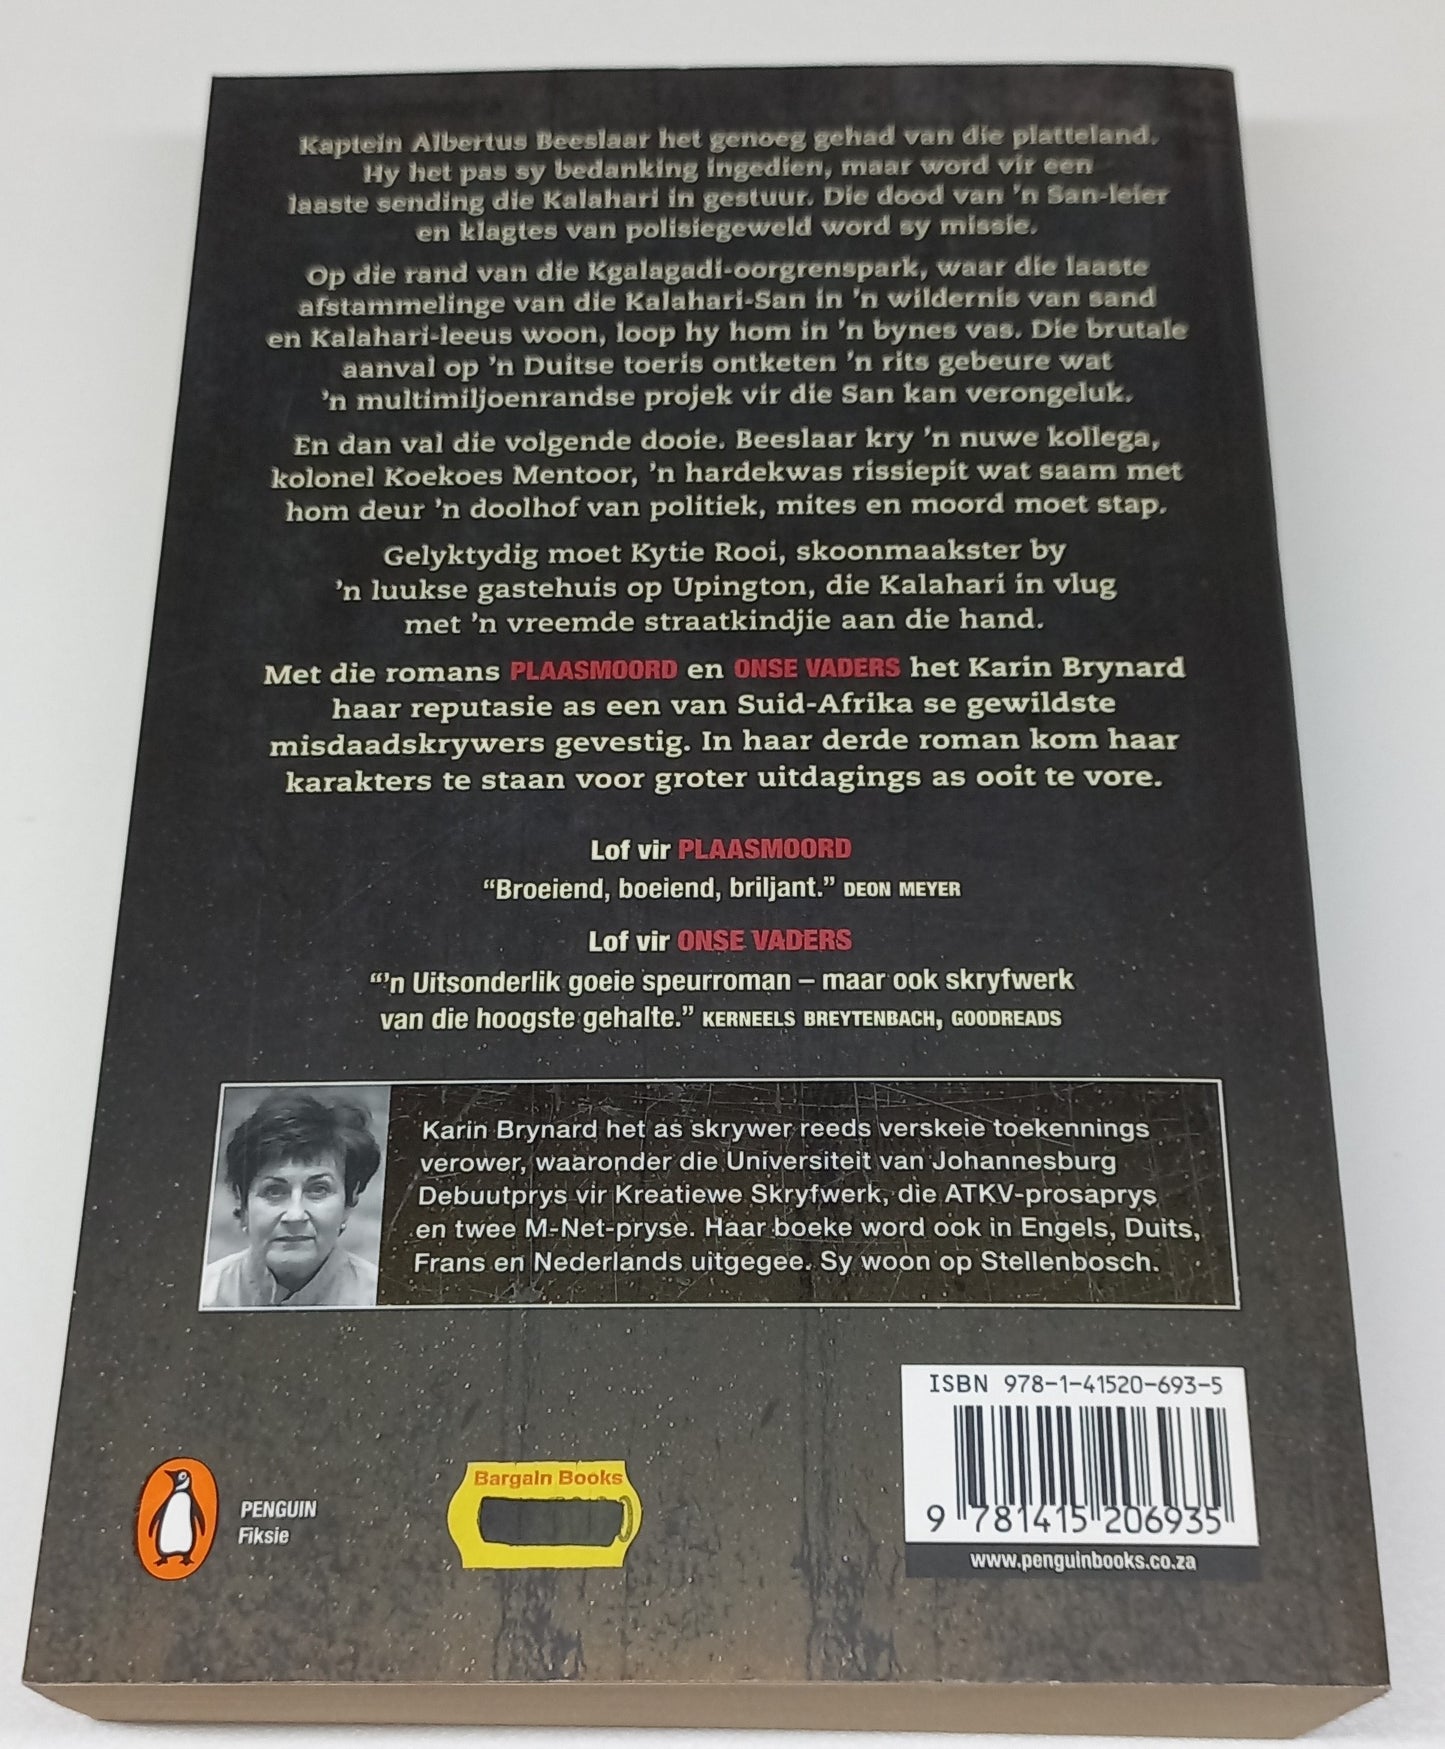 Kaptein Albertus Beeslaar het genoeg gehad van die platteland.
Hy het pas sy bedanking ingedien, maar word vir een
laaste sending die Kalahari in gestuur. Die dood van 'n San-leier
en klagtes van polisiegeweld word sy missie.
Op die rand van die Kgalagadi-oorgrenspark, waar die laaste
afstammelinge van die Kalahari-San in 'n wildernis van sand
en Kalahari-leeus woon, loop hy hom in 'n bynes vas. Die brutale
aanval op 'n Duitse toeris ontketen 'n rits gebeure wat
'n multimiljoenrandse projek vir die San kan verongeluk.
En dan val die volgende dooie. Beeslaar kry 'n nuwe kollega,
kolonel Koekoes Mentoor, 'n hardekwas rissiepit wat saam met
hom deur 'n doolhof van politiek, mites en moord moet stap.
Gelyktydig moet Kytie Rooi, skoonmaakster by
'n luukse gastehuis op Upington, die Kalahari in vlug
met 'n vreemde straatkindjie aan die hand.
Met die romans PLAASMOORD en ONSE VADERS het Karin Brynard
haar reputasie as een van Suid-Afrika se gewildste
misdaadskrywers gevestig. In haar derde roman kom haar
karakters te staan voor groter uitdagings as ooit te vore.
Lof vir PLAASMOORD
“Broeiend, boeiend, briljant.” DEON MEYER
Lof vir ONSE VADERS
“'n Uitsonderlik goeie speurroman – maar ook skryfwerk
van die hoogste gehalte.” KERNEELS BREYTENBACH, GOODREADS
Karin Brynard het as skrywer reeds verskeie toekennings
verower, waaronder die Universiteit van Johannesburg
Debuutprys vir Kreatiewe Skryfwerk, die ATKV-prosaprys
en twee M-Net-pryse. Haar boeke word ook in Engels, Duits,
Frans en Nederlands uitgegee. Sy woon op Stellenbosch.
ISBN 978-1-41520-693-5
9 781415 206935
www.penguinbooks.co.za
Bargain Books
PENGUIN
Fiksie